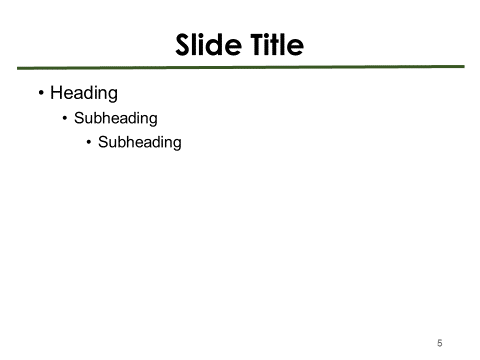 Slide Title
• Heading
• Subheading
• Subheading
5